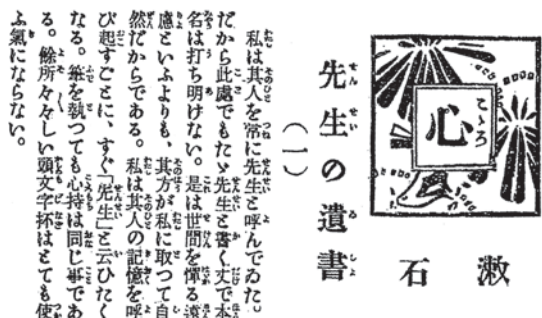 心
こゝろ
漱石
先生の遺書
(一)
私は其人を常に先生と呼んでゐた。
だから此處でもたゞ先生と書く丈で本
名は打ち明けない。是は世間を憚る遠
慮といふよりも、其方が私に取つて自
然だからである。私は其人の記憶を呼
び起すごとに、すぐ「先生」と云ひたく
なる。筆を執つても心持は同じ事であ
る。餘所々々しい頭文字抔はとても使
ふ氣にならない。